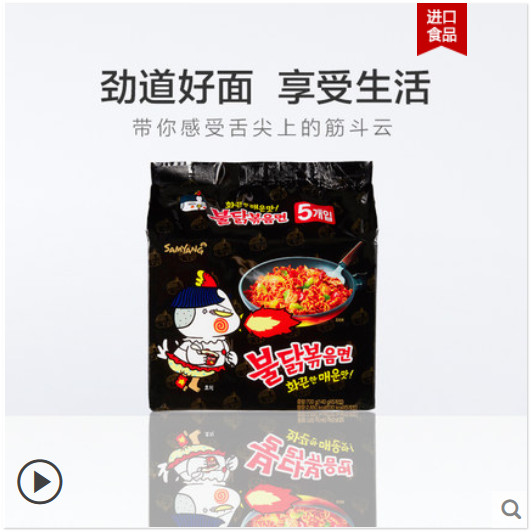 进口
食品
劲道好面 享受生活
带你感受舌尖上的筋斗云
화끈한 매운맛!
불닭볶음면 5개입
SAMYANG
불닭볶음면
화끈한 매운맛!